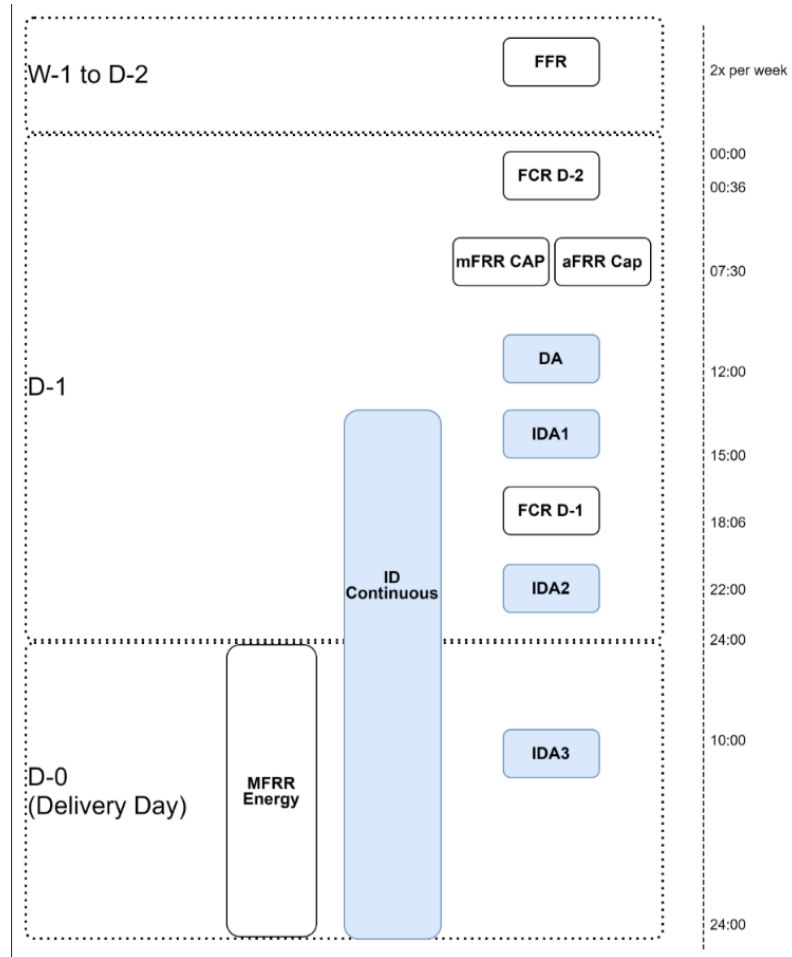 W-1 to D-2
FFR
2x per week
00:00
FCR D-2
00:36
mFRR CAP
aFRR Cap
07:30
DA
12:00
D-1
IDA1
15:00
FCR D-1
18:06
ID
Continuous
IDA2
22:00
24:00
10:00
IDA3
D-0
(Delivery Day)
MFRR
Energy
24:00